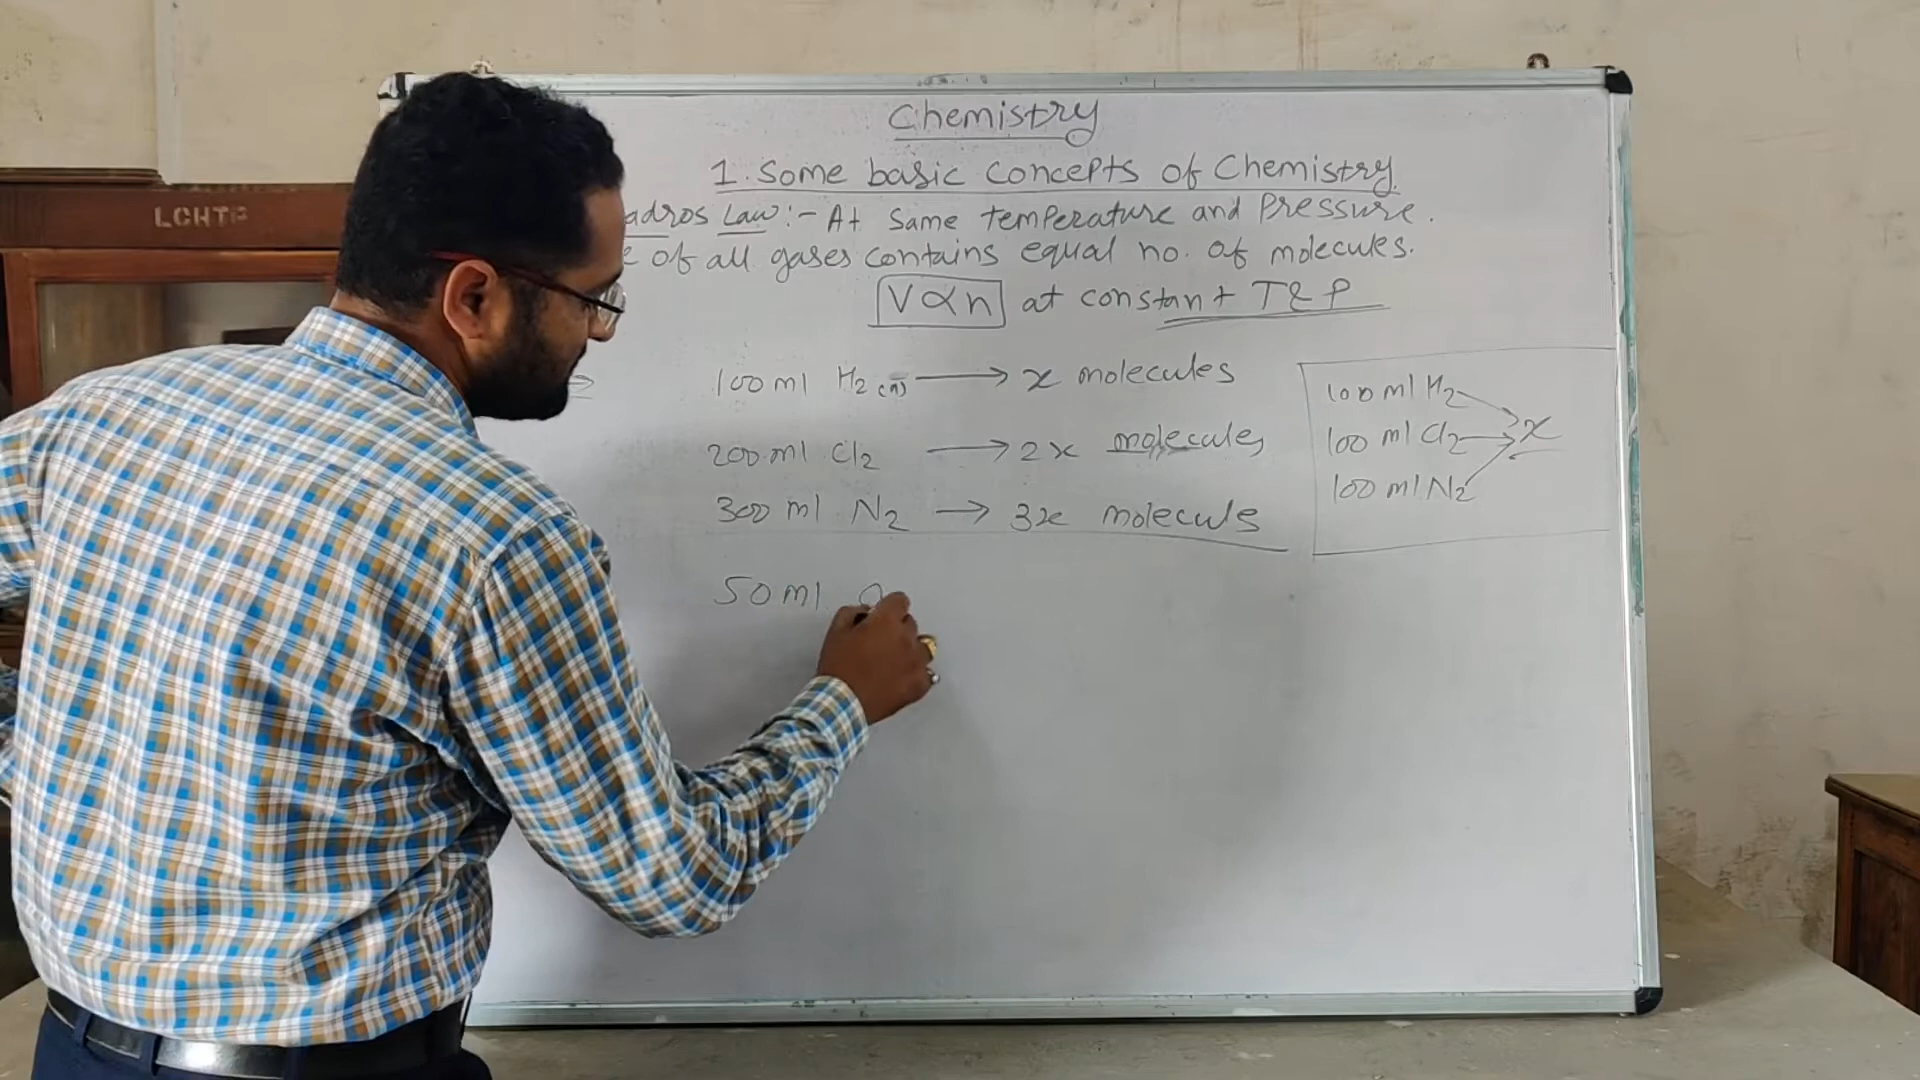 Chemistry
1. Some basic concepts of Chemistry.
adros Law:- At same temperature and Pressure.
e of all gases contains equal no. of molecules.
V∝n at constant T & P
100 ml H2 (n) → x molecules
200 ml Cl2 → 2x molecules
300 ml N2 → 3x moleculs
50 ml
100 ml H2
100 ml Cl2 → x
100 ml N2
LCHTP